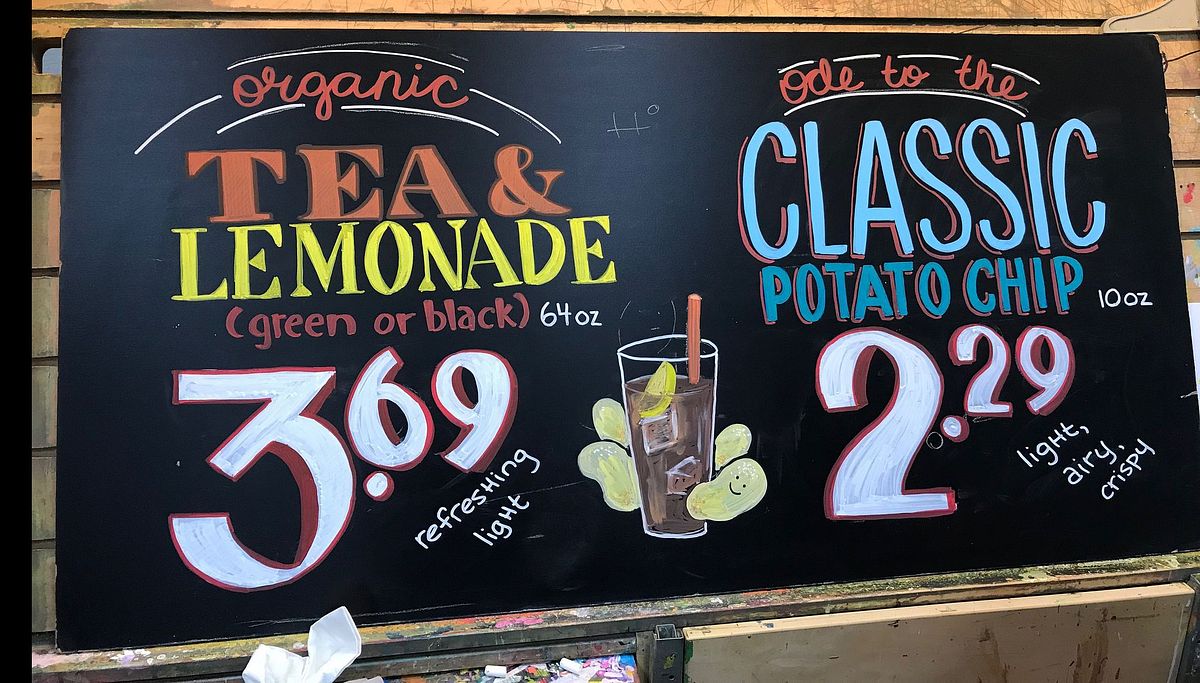 organic
TEA &
LEMONADE
(green or black) 64oz
3.69
refresHing
ligHt
ode to the
CLASSIC
POTATO CHIP 10oz
2.29
light,
airy,
crispy